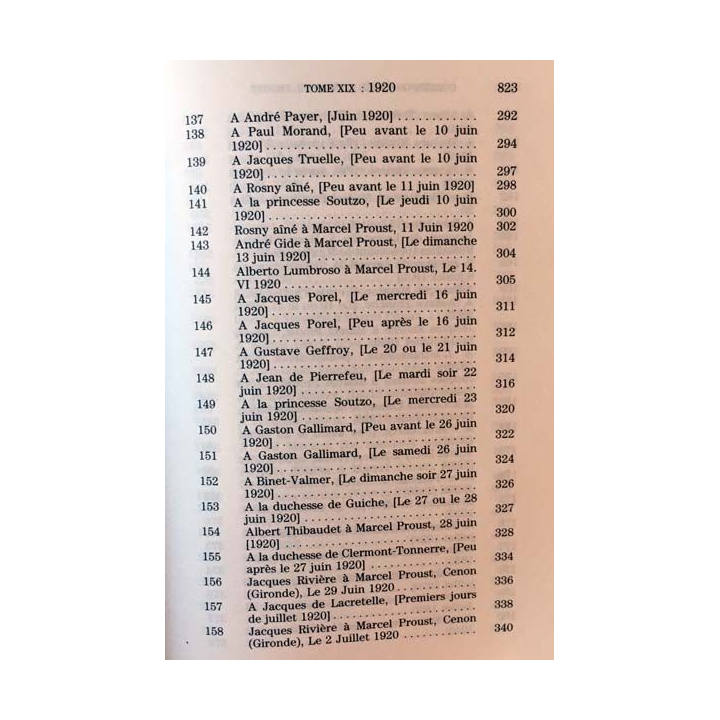 TOME XIX : 1920 823
137 A André Payer, [Juin 1920] ............ 292
138 A Paul Morand, [Peu avant le 10 juin
1920] .............................. 294
139 A Jacques Truelle, [Peu avant le 10 juin
1920] .............................. 297
140 A Rosny aîné, [Peu avant le 11 juin 1920] 298
141 A la princesse Soutzo, [Le jeudi 10 juin
1920] .............................. 300
142 Rosny aîné à Marcel Proust, 11 Juin 1920 302
143 André Gide à Marcel Proust, [Le dimanche
13 juin 1920] ........................ 304
144 Alberto Lumbroso à Marcel Proust, Le 14.
VI 1920 ............................ 305
145 A Jacques Porel, [Le mercredi 16 juin
1920] .............................. 311
146 A Jacques Porel, [Peu après le 16 juin
1920] .............................. 312
147 A Gustave Geffroy, [Le 20 ou le 21 juin
1920] .............................. 314
148 A Jean de Pierrefeu, [Le mardi soir 22
juin 1920] .......................... 316
149 A la princesse Soutzo, [Le mercredi 23
juin 1920] .......................... 320
150 A Gaston Gallimard, [Peu avant le 26 juin
1920] .............................. 322
151 A Gaston Gallimard, [Le samedi 26 juin
1920] .............................. 324
152 A Binet-Valmer, [Le dimanche soir 27 juin
1920] .............................. 326
153 A la duchesse de Guiche, [Le 27 ou le 28
juin 1920] .......................... 327
154 Albert Thibaudet à Marcel Proust, 28 juin
[1920] ............................. 328
155 A la duchesse de Clermont-Tonnerre, [Peu
après le 27 juin 1920] ................ 334
156 Jacques Rivière à Marcel Proust, Cenon
(Gironde), Le 29 Juin 1920 ............ 336
157 A Jacques de Lacretelle, [Premiers jours
de juillet 1920] ...................... 338
158 Jacques Rivière à Marcel Proust, Cenon
(Gironde), Le 2 Juillet 1920 ........... 340